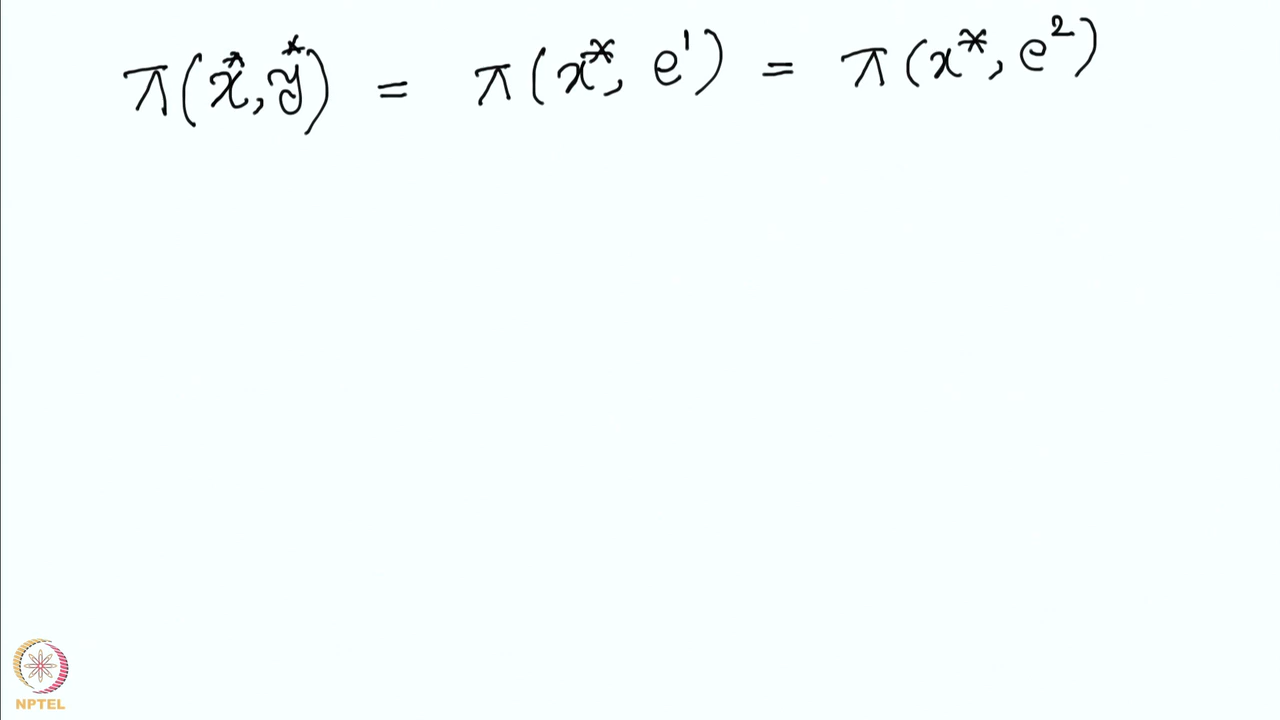 π(x*, y*) = π(x*, e¹) = π(x*, e²)
NPTEL